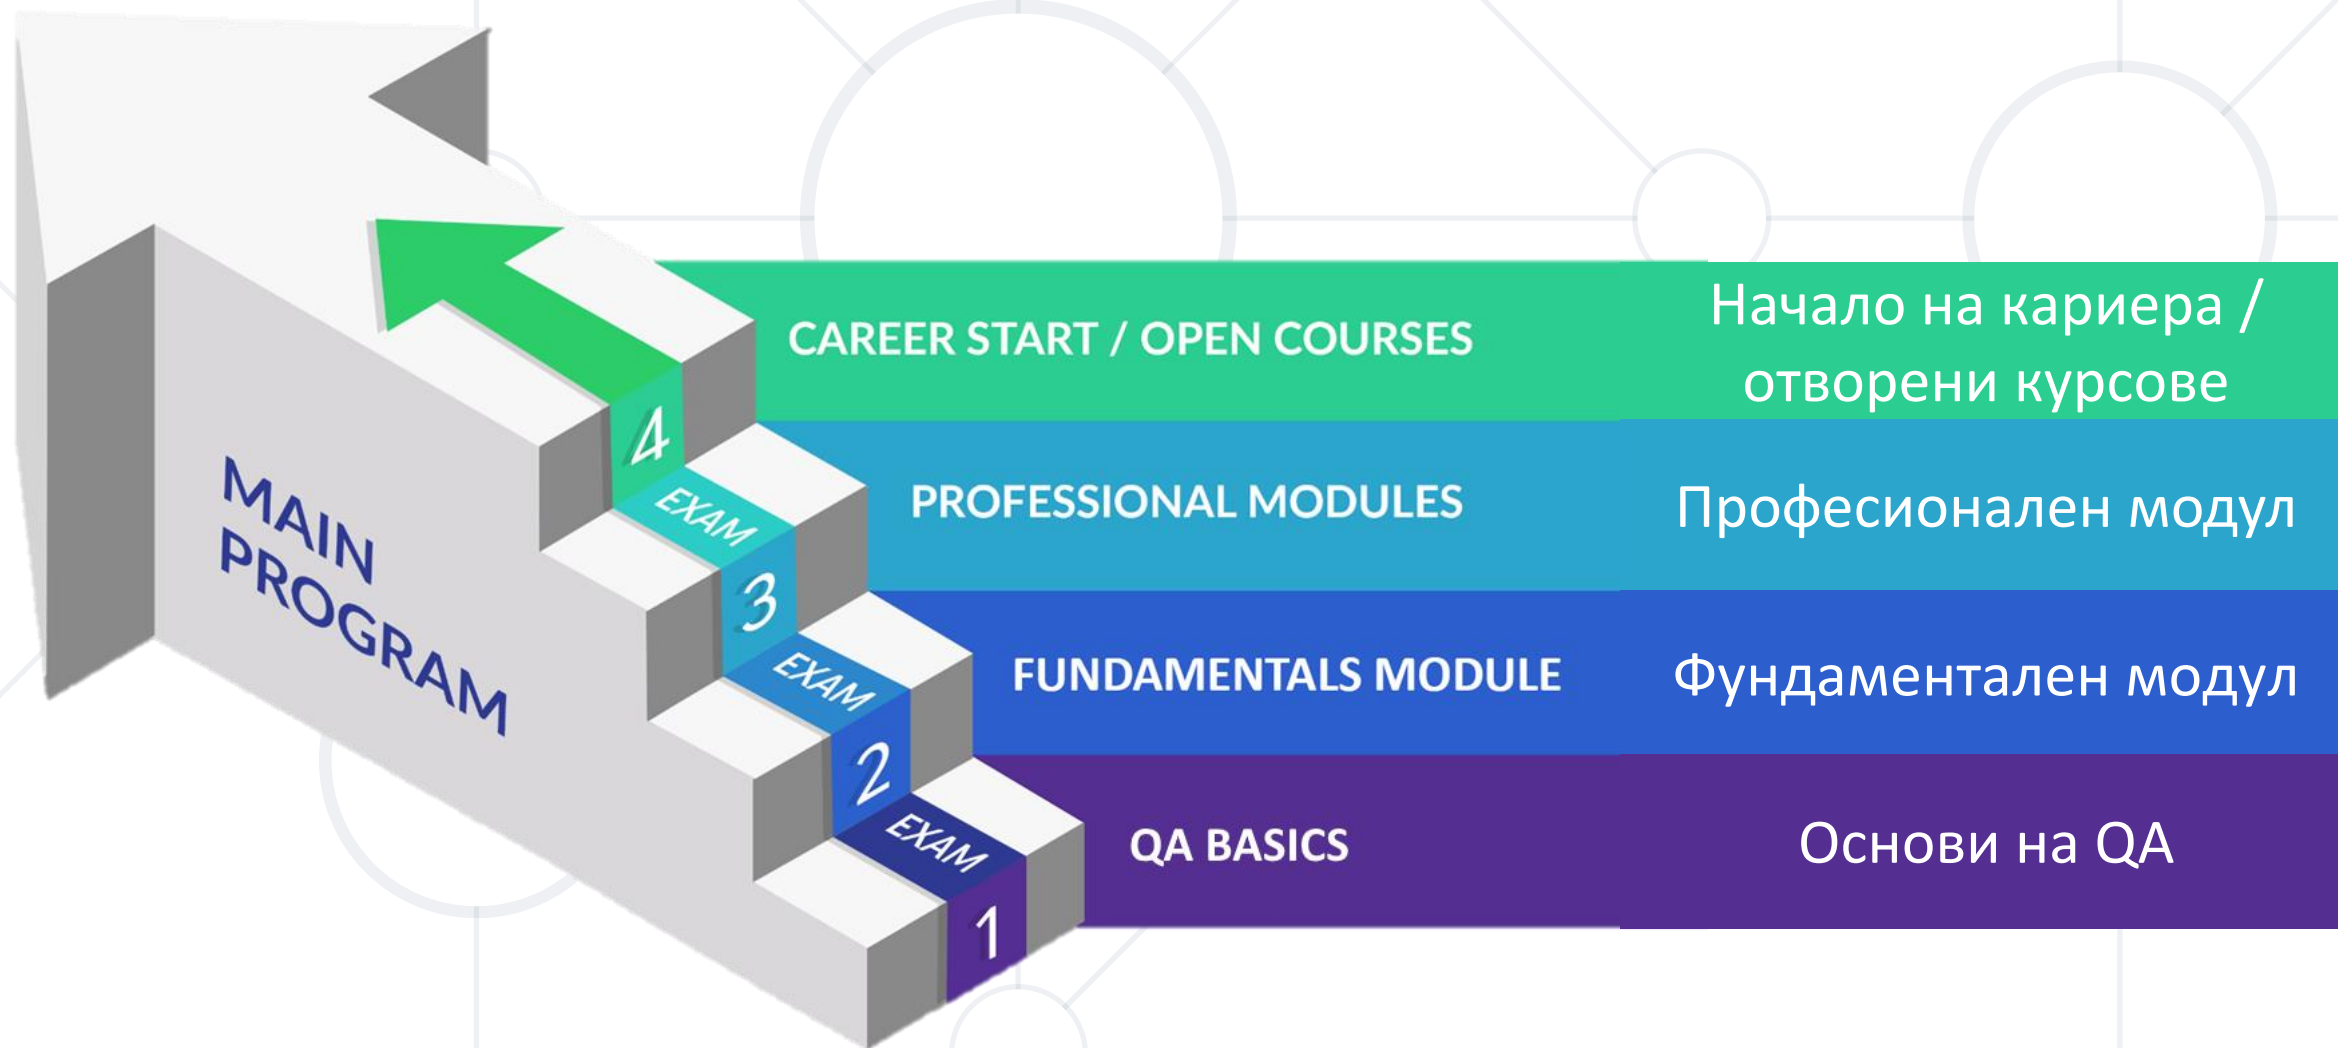 MAIN
PROGRAM
CAREER START / OPEN COURSES
Начало на кариера /
отворени курсове
4
EXAM
PROFESSIONAL MODULES
Професионален модул
3
EXAM
FUNDAMENTALS MODULE
Фундаментален модул
2
EXAM
QA BASICS
Основи на QA
1